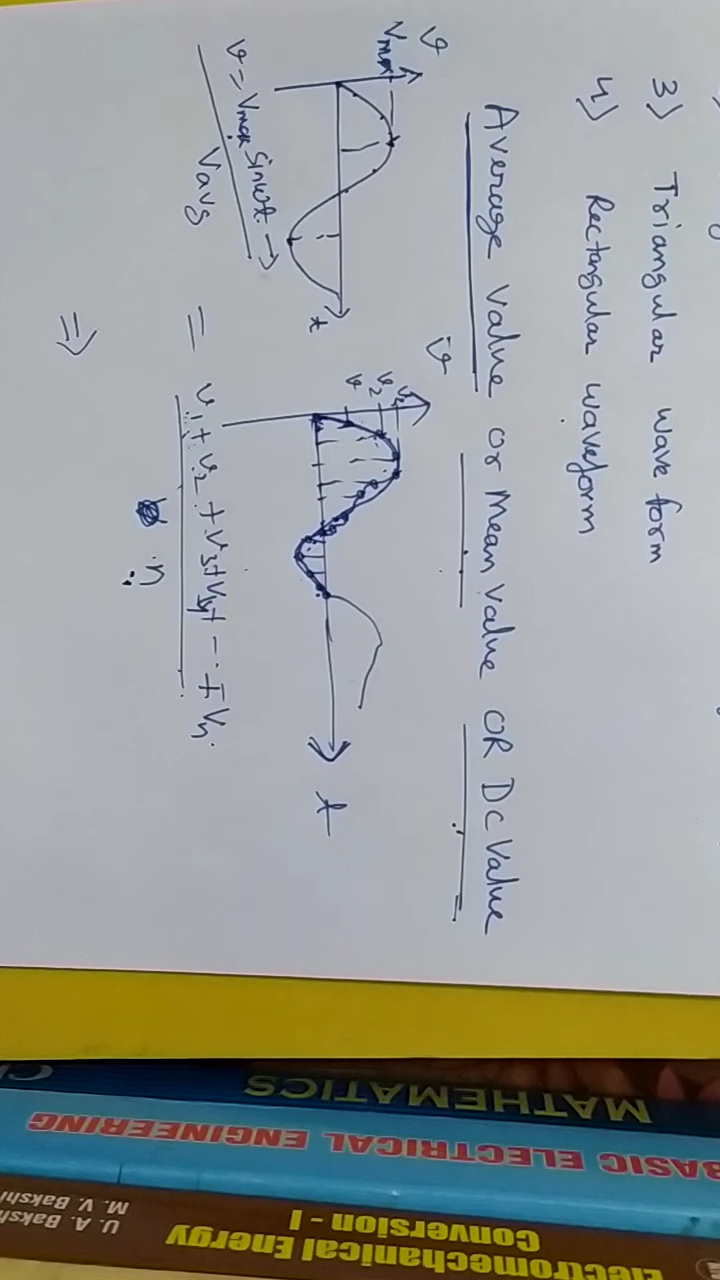 3) Triangular wave form
4) Rectangular waveform
Average value or Mean value OR DC Value
v
Vmax
t
v = Vmax Sinωt →
v
v3
v2
v
t
Vavg = v1 + v2 + v3 + v4 + - - + Vn.
n
⇒
MATHEMATICS
BASIC ELECTRICAL ENGINEERING
Electromechanical Energy
Conversion - I
U. A. Bakshi
M. V. Bakshi